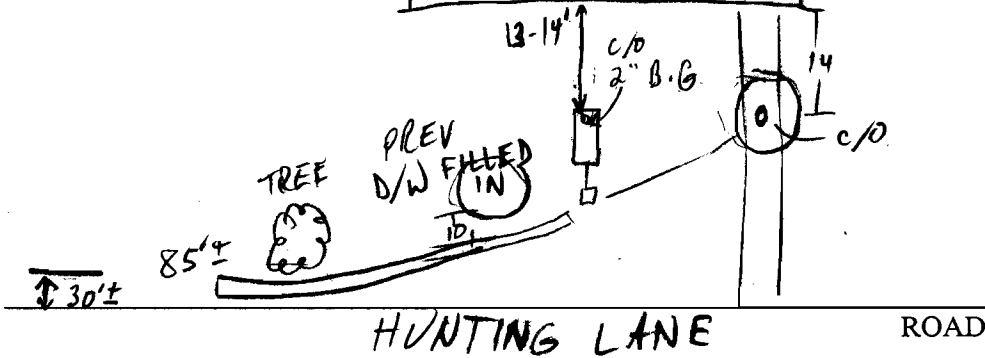 13-14'
C/O
2" B.G.
14
C/O
PREV
D/W FILLED
IN
TREE
10
85'±
30'±
HUNTING LANE
ROAD